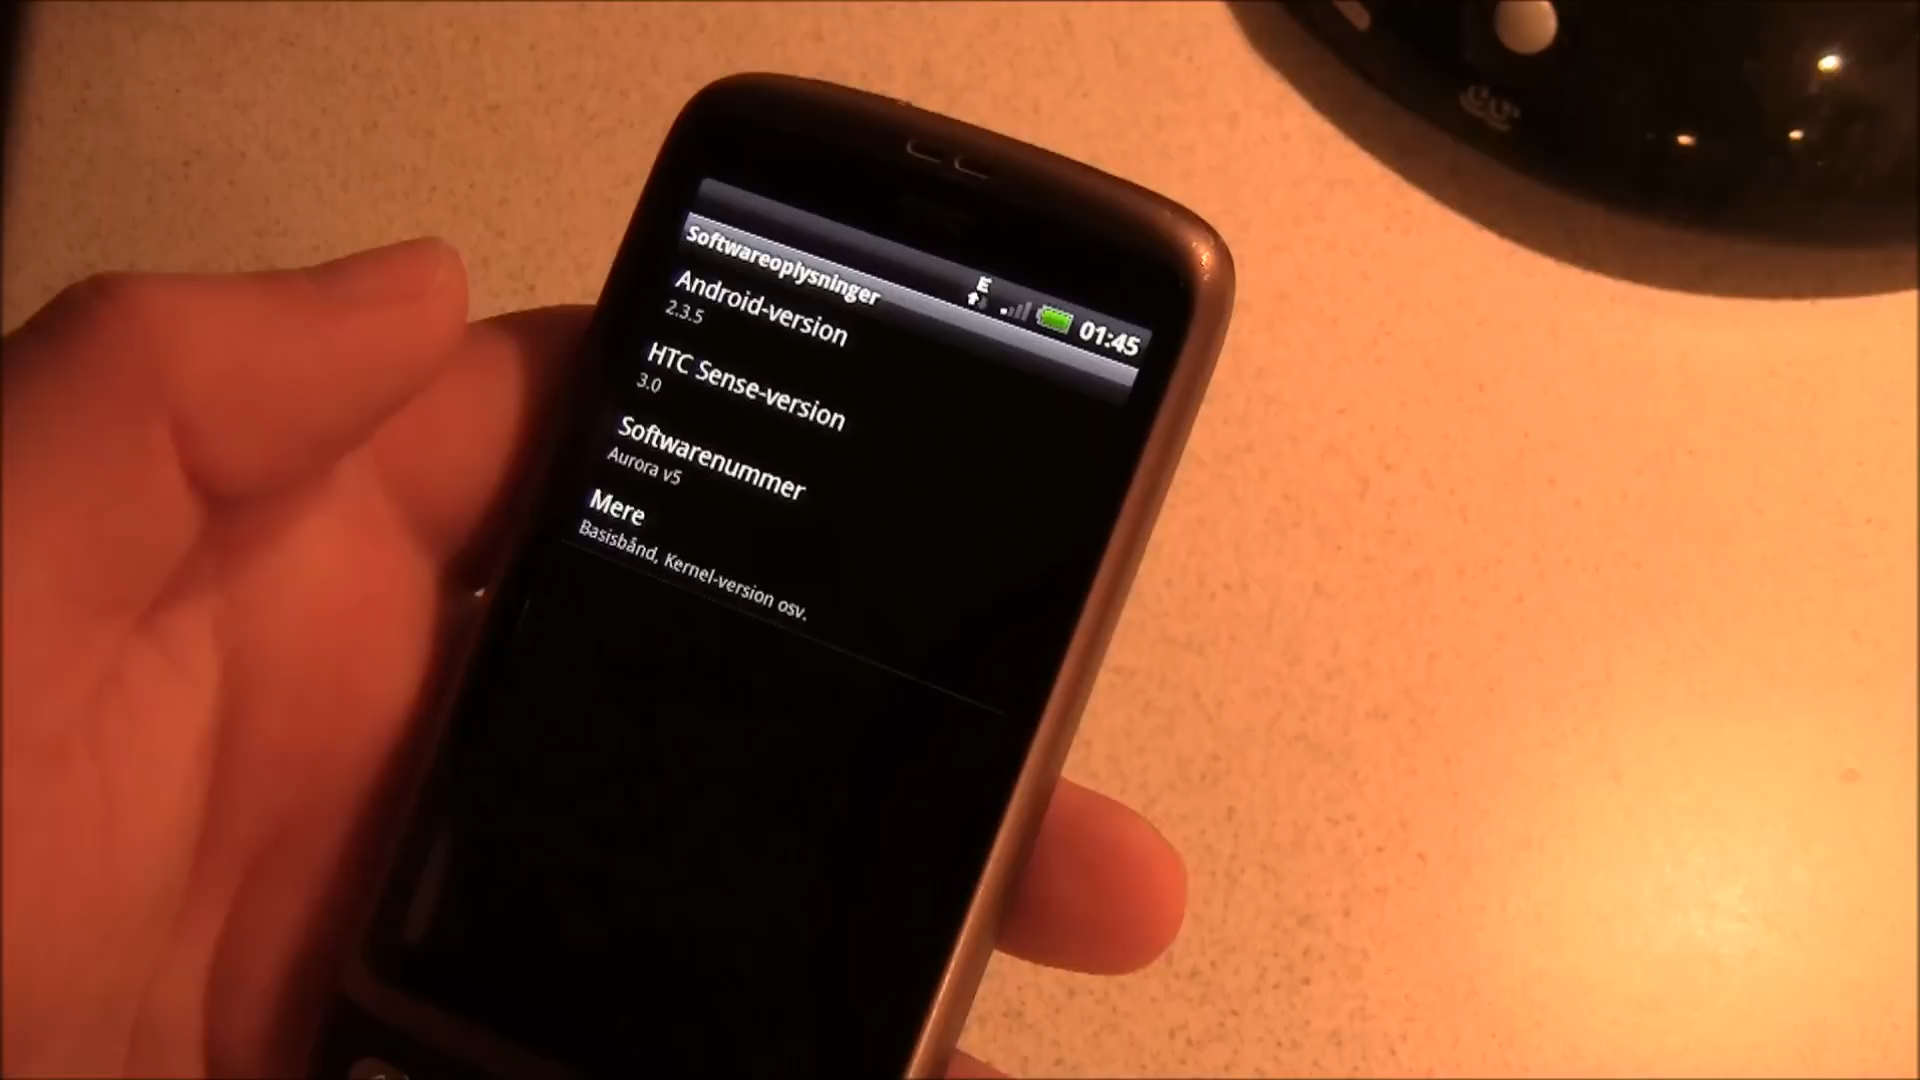 E
01:45
Softwareoplysninger
Android-version
2.3.5
HTC Sense-version
3.0
Softwarenummer
Aurora v5
Mere
Basisbånd, Kernel-version osv.